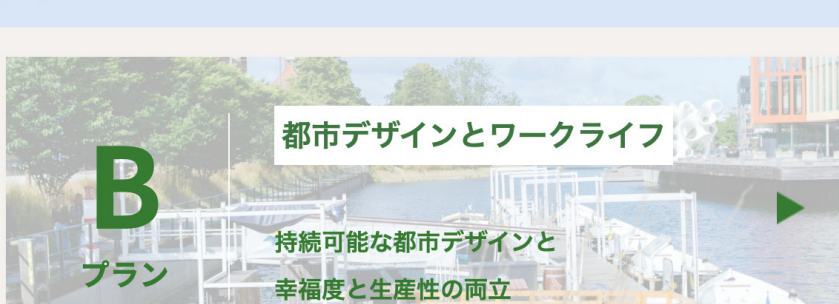 都市デザインとワークライフ
B
プラン
持続可能な都市デザインと
幸福度と生産性の両立